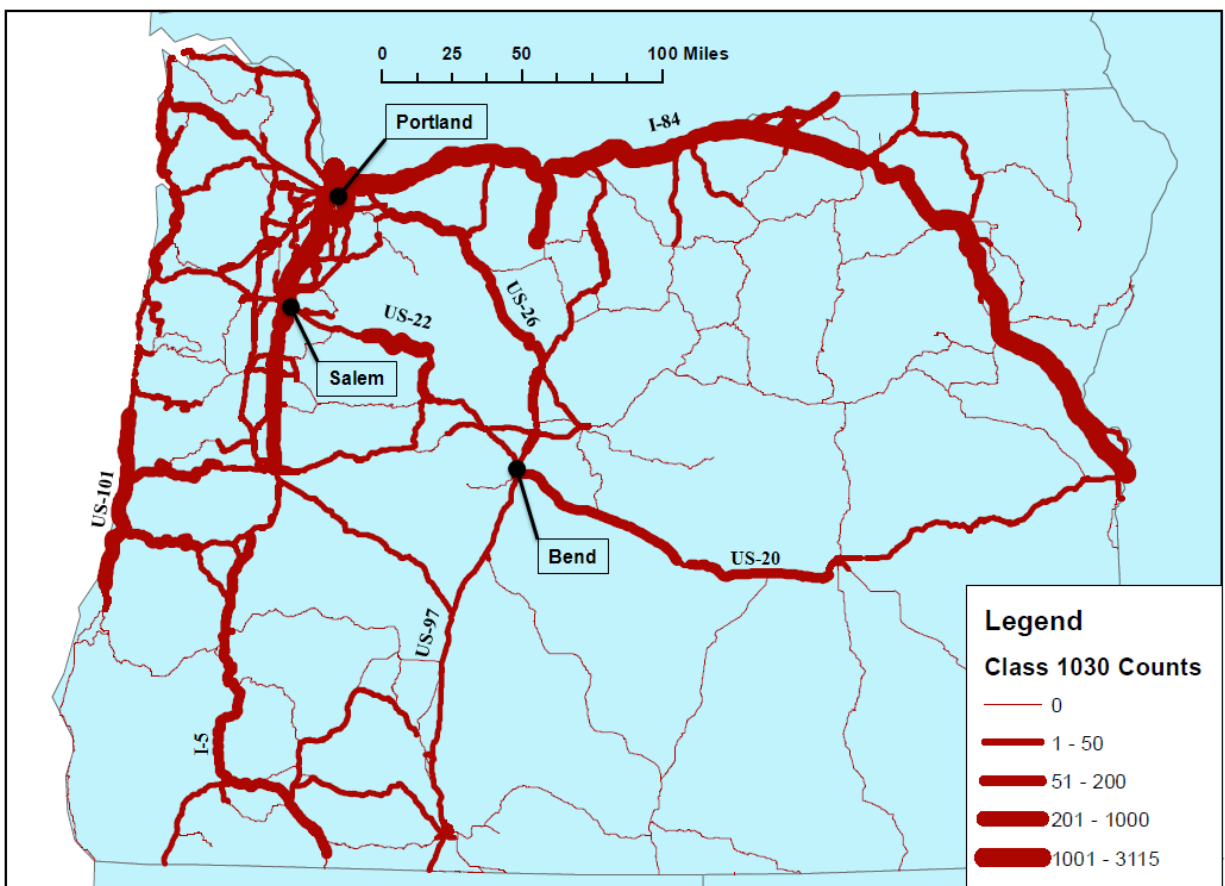 0 25 50 100 Miles
Portland
I-84
US-26
US-22
Salem
US-101
Bend
US-20
US-97
I-5
Legend
Class 1030 Counts
0
1 - 50
51 - 200
201 - 1000
1001 - 3115